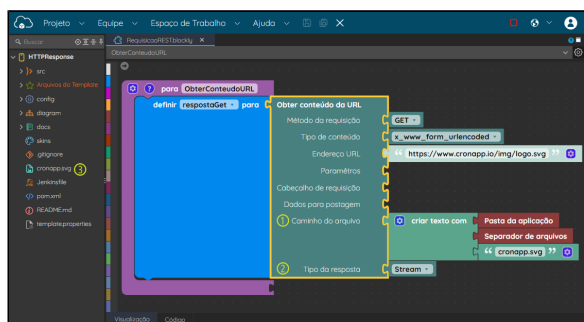 Projeto Equipe Espaço de Trabalho Ajuda
Buscar
RequisicaoREST.blockly
HTTPResponse
ObterConteudoURL
src
Arquivos do Template
config
diagram
docs
skins
.gitignore
cronapp.svg 3
Jenkinsfile
pom.xml
README.md
template.properties
para ObterConteudoURL
definir respostaGet para Obter conteúdo da URL
Método da requisição GET
Tipo de conteúdo x_www_form_urlencoded
Endereço URL “ https://www.cronapp.io/img/logo.svg ”
Paramêtros
Cabeçalho de requisição
Dados para postagem
1 Caminho do arquivo criar texto com Pasta da aplicação
Separador de arquivos
“ cronapp.svg ”
2 Tipo da resposta Stream
Visualização Código